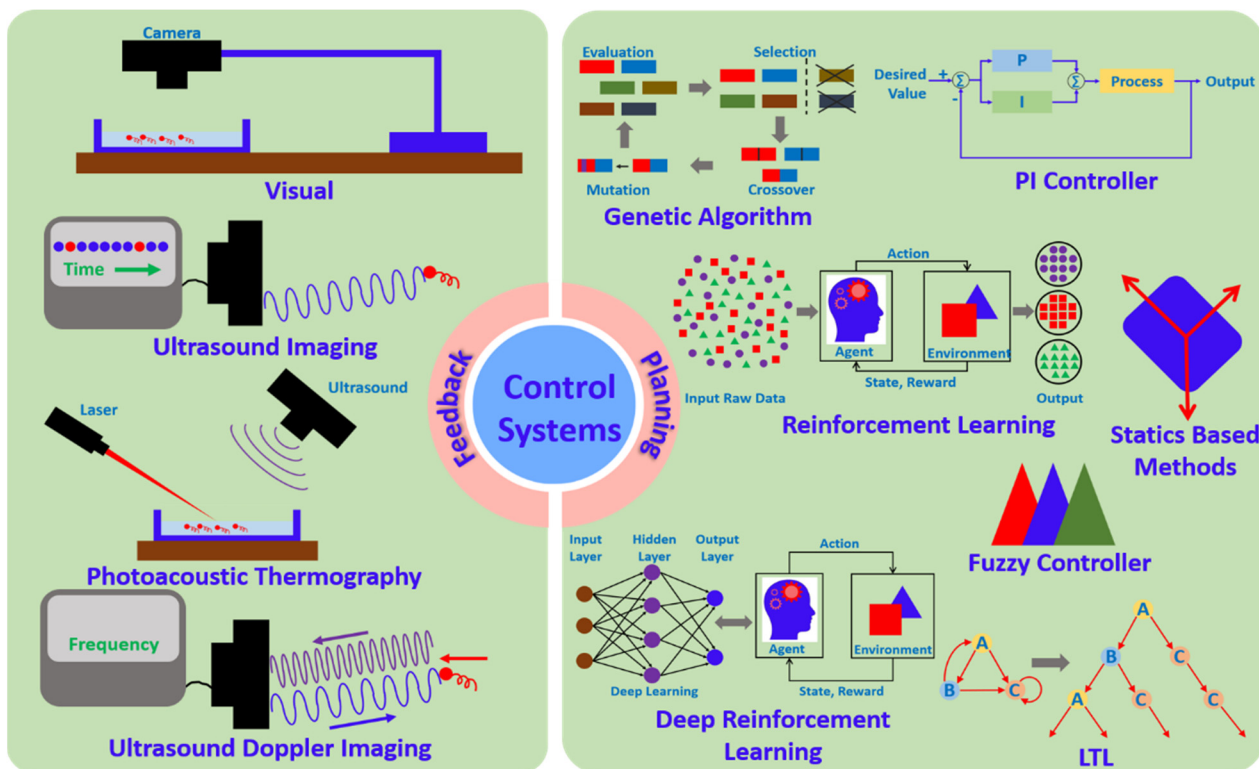 Camera
Visual
Time
Ultrasound Imaging
Laser
Ultrasound
Photoacoustic Thermography
Frequency
Ultrasound Doppler Imaging
Feedback
Control
Systems
Planning
Evaluation
Selection
Mutation
Crossover
Genetic Algorithm
Desired
Value
+
-
Σ
P
I
Σ
Process
Output
PI Controller
Input Raw Data
Action
Agent
Environment
State, Reward
Output
Reinforcement Learning
Statics Based
Methods
Fuzzy Controller
Input
Layer
Hidden
Layer
Output
Layer
Deep Learning
Action
Agent
Environment
State, Reward
Deep Reinforcement
Learning
A
B
C
A
B
C
A
C
C
LTL